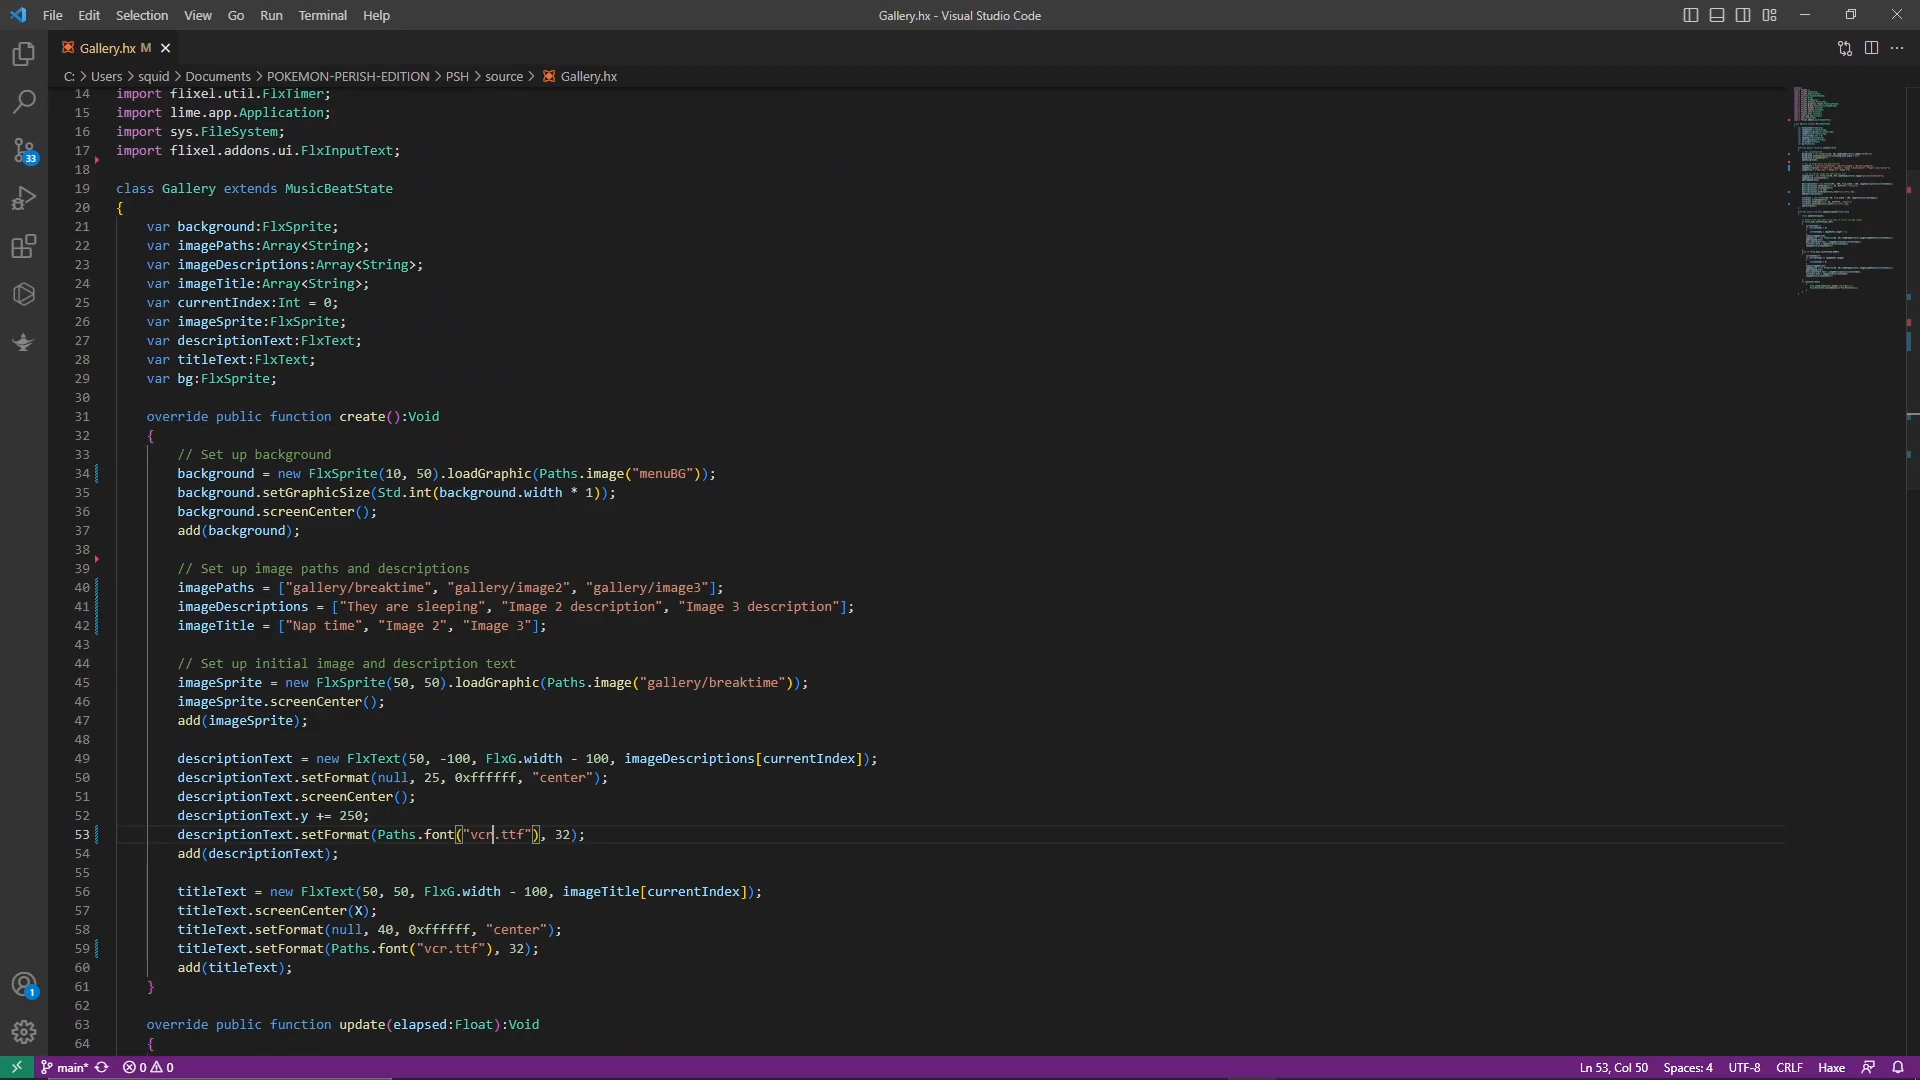 File Edit Selection View Go Run Terminal Help
Gallery.hx - Visual Studio Code
Gallery.hx M
C: > Users > squid > Documents > POKEMON-PERISH-EDITION > PSH > source > Gallery.hx
14 import flixel.util.FlxTimer;
15 import lime.app.Application;
16 import sys.FileSystem;
17 import flixel.addons.ui.FlxInputText;
18
19 class Gallery extends MusicBeatState
20 {
21     var background:FlxSprite;
22     var imagePaths:Array<String>;
23     var imageDescriptions:Array<String>;
24     var imageTitle:Array<String>;
25     var currentIndex:Int = 0;
26     var imageSprite:FlxSprite;
27     var descriptionText:FlxText;
28     var titleText:FlxText;
29     var bg:FlxSprite;
30
31     override public function create():Void
32     {
33         // Set up background
34         background = new FlxSprite(10, 50).loadGraphic(Paths.image("menuBG"));
35         background.setGraphicSize(Std.int(background.width * 1));
36         background.screenCenter();
37         add(background);
38
39         // Set up image paths and descriptions
40         imagePaths = ["gallery/breaktime", "gallery/image2", "gallery/image3"];
41         imageDescriptions = ["They are sleeping", "Image 2 description", "Image 3 description"];
42         imageTitle = ["Nap time", "Image 2", "Image 3"];
43
44         // Set up initial image and description text
45         imageSprite = new FlxSprite(50, 50).loadGraphic(Paths.image("gallery/breaktime"));
46         imageSprite.screenCenter();
47         add(imageSprite);
48
49         descriptionText = new FlxText(50, -100, FlxG.width - 100, imageDescriptions[currentIndex]);
50         descriptionText.setFormat(null, 25, 0xffffff, "center");
51         descriptionText.screenCenter();
52         descriptionText.y += 250;
53         descriptionText.setFormat(Paths.font("vcr.ttf"), 32);
54         add(descriptionText);
55
56         titleText = new FlxText(50, 50, FlxG.width - 100, imageTitle[currentIndex]);
57         titleText.screenCenter(X);
58         titleText.setFormat(null, 40, 0xffffff, "center");
59         titleText.setFormat(Paths.font("vcr.ttf"), 32);
60         add(titleText);
61     }
62
63     override public function update(elapsed:Float):Void
64     {
33
1
main* 0 0
Ln 53, Col 50 Spaces: 4 UTF-8 CRLF Haxe